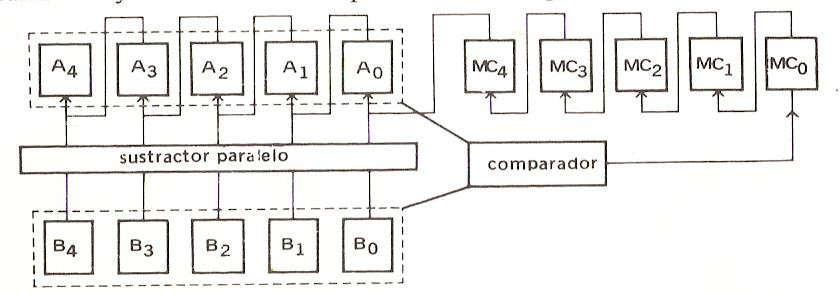 A4 A3 A2 A1 A0 MC4 MC3 MC2 MC1 MC0
sustractor paralelo
comparador
B4 B3 B2 B1 B0